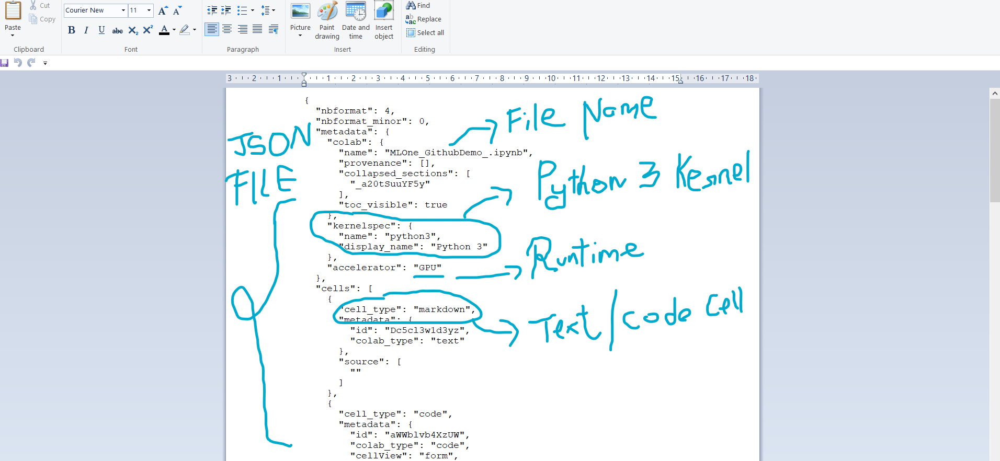 Cut
Copy
Paste
Clipboard
Courier New 11 A A
B I U abc X2 X2 A
Font
Paragraph
Picture
Paint drawing
Date and time
Insert object
Insert
Find
Replace
Select all
Editing
3 2 1 1 2 3 4 5 6 7 8 9 10 11 12 13 14 15 16 17 18
JSON
FILE
{
"nbformat": 4,
"nbformat_minor": 0,
"metadata": {
"colab": {
"name": "MLOne_GithubDemo_.ipynb",
"provenance": [],
"collapsed_sections": [
"_a20tSuuYF5y"
],
"toc_visible": true
},
"kernelspec": {
"name": "python3",
"display_name": "Python 3"
},
"accelerator": "GPU"
},
"cells": [
{
"cell_type": "markdown",
"metadata": {
"id": "Dc5cl3w1d3yz",
"colab_type": "text"
},
"source": [
""
]
},
{
"cell_type": "code",
"metadata": {
"id": "aWWblvb4XzUW",
"colab_type": "code",
"cellView": "form",
File Name
Python 3 Kernel
Runtime
Text/Code Cell